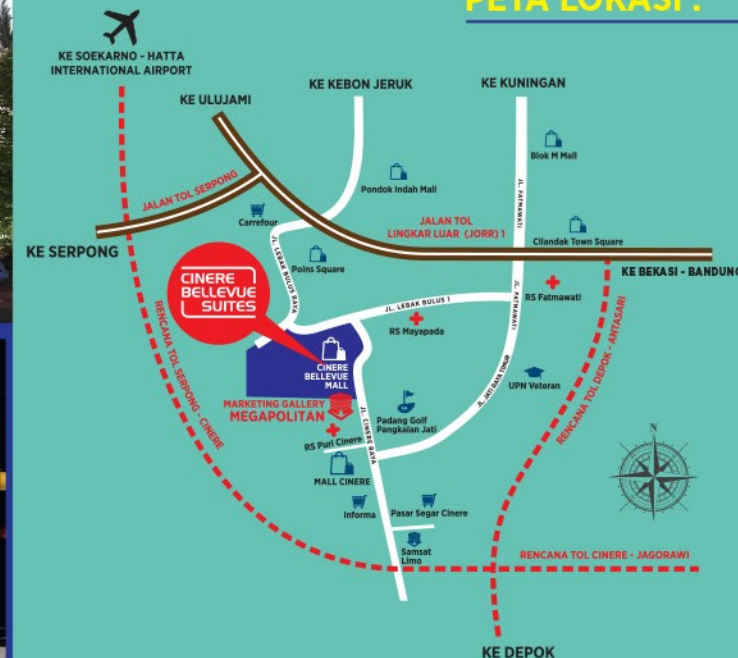 PETA LOKASI :
KE SOEKARNO - HATTA
INTERNATIONAL AIRPORT
KE ULUJAMI
KE KEBON JERUK
KE KUNINGAN
Blok M Mall
JL. FATMAWATI
Pondok Indah Mall
JALAN TOL SERPONG
Carrefour
JALAN TOL
LINGKAR LUAR (JORR) 1
Cilandak Town Square
KE SERPONG
JL. LEBAK BULUS RAYA
Poins Square
KE BEKASI - BANDUNG
CINERE
BELLEVUE
SUITES
JL. LEBAK BULUS 1
JL. FATMAWATI
RS Fatmawati
RS Mayapada
RENCANA TOL SERPONG - CINERE
CINERE
BELLEVUE
MALL
JL. JATI RAYA TIMUR
UPN Veteran
RENCANA TOL DEPOK - ANTASARI
MARKETING GALLERY
MEGAPOLITAN
JL. CINERE RAYA
Padang Golf
Pangkalan Jati
RS Puri Cinere
N
MALL CINERE
Informa
Pasar Segar Cinere
Samsat
Limo
RENCANA TOL CINERE - JAGORAWI
KE DEPOK